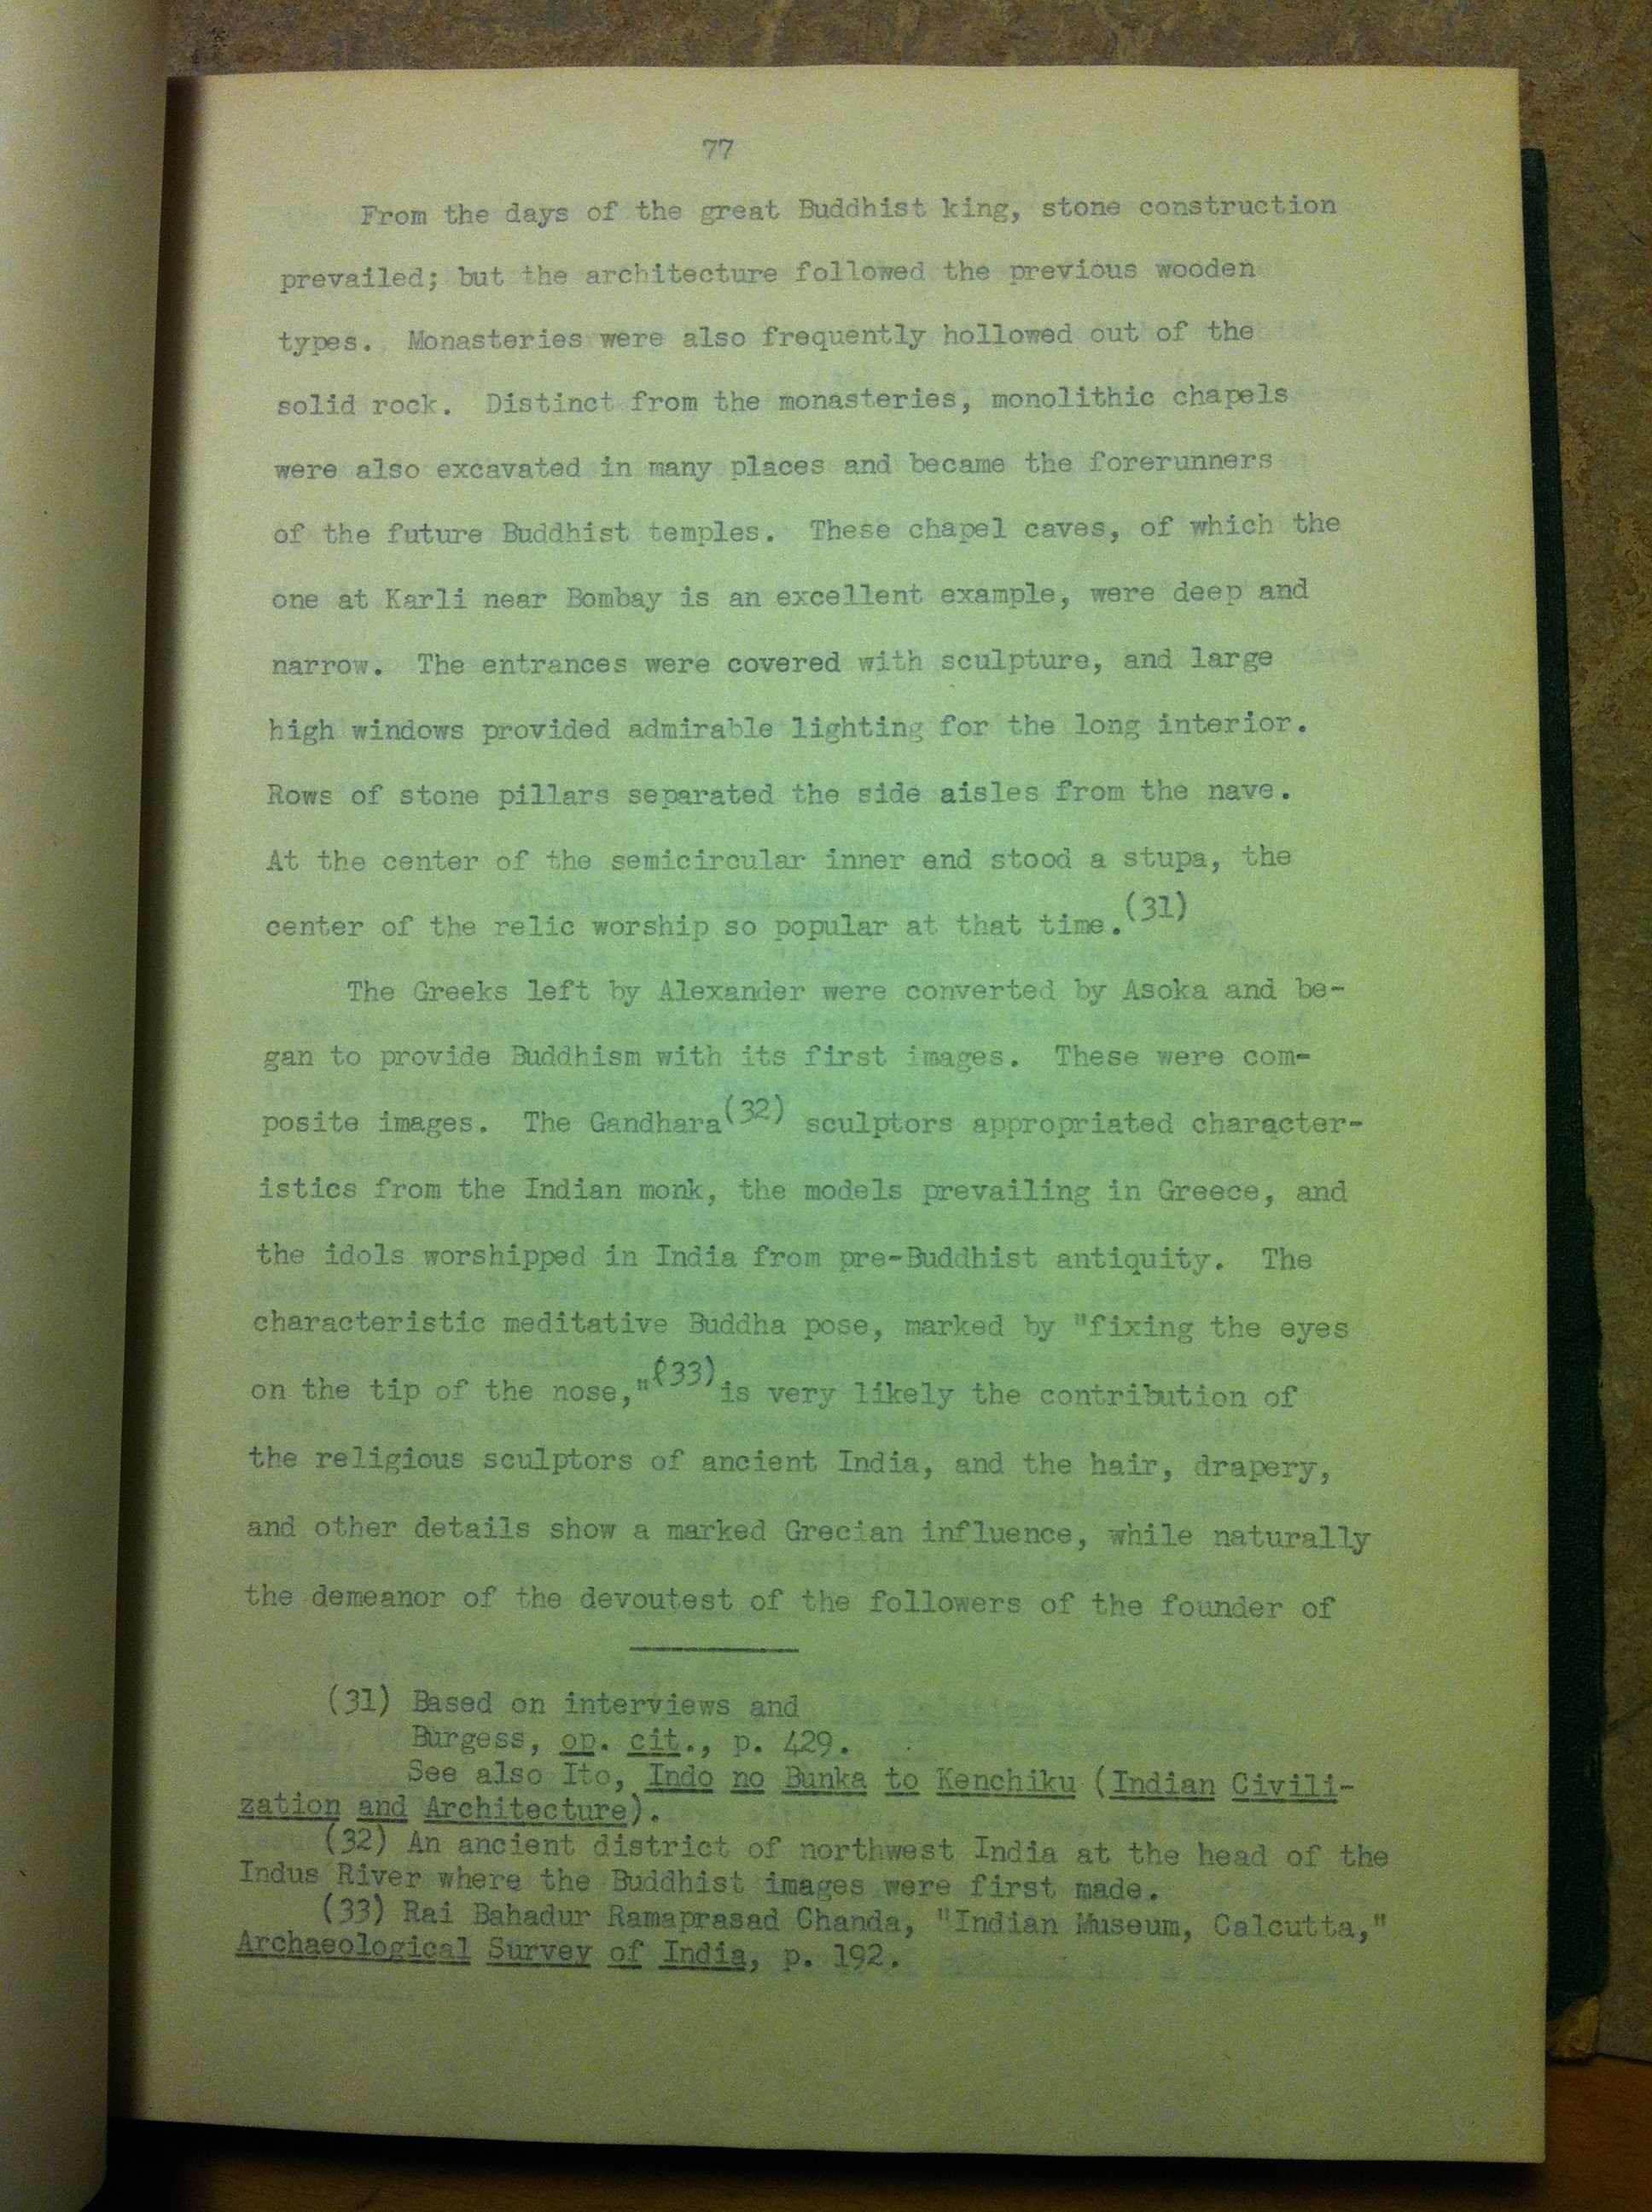 77
From the days of the great Buddhist king, stone construction
prevailed; but the architecture followed the previous wooden
types. Monasteries were also frequently hollowed out of the
solid rock. Distinct from the monasteries, monolithic chapels
were also excavated in many places and became the forerunners
of the future Buddhist temples. These chapel caves, of which the
one at Karli near Bombay is an excellent example, were deep and
narrow. The entrances were covered with sculpture, and large
high windows provided admirable lighting for the long interior.
Rows of stone pillars separated the side aisles from the nave.
At the center of the semicircular inner end stood a stupa, the
center of the relic worship so popular at that time.(31)
The Greeks left by Alexander were converted by Asoka and be-
gan to provide Buddhism with its first images. These were com-
posite images. The Gandhara(32) sculptors appropriated character-
istics from the Indian monk, the models prevailing in Greece, and
the idols worshipped in India from pre-Buddhist antiquity. The
characteristic meditative Buddha pose, marked by "fixing the eyes
on the tip of the nose,"(33) is very likely the contribution of
the religious sculptors of ancient India, and the hair, drapery,
and other details show a marked Grecian influence, while naturally
the demeanor of the devoutest of the followers of the founder of
(31) Based on interviews and
Burgess, op. cit., p. 429.
See also Ito, Indo no Bunka to Kenchiku (Indian Civili-
zation and Architecture).
(32) An ancient district of northwest India at the head of the
Indus River where the Buddhist images were first made.
(33) Rai Bahadur Ramaprasad Chanda, "Indian Museum, Calcutta,"
Archaeological Survey of India, p. 192.